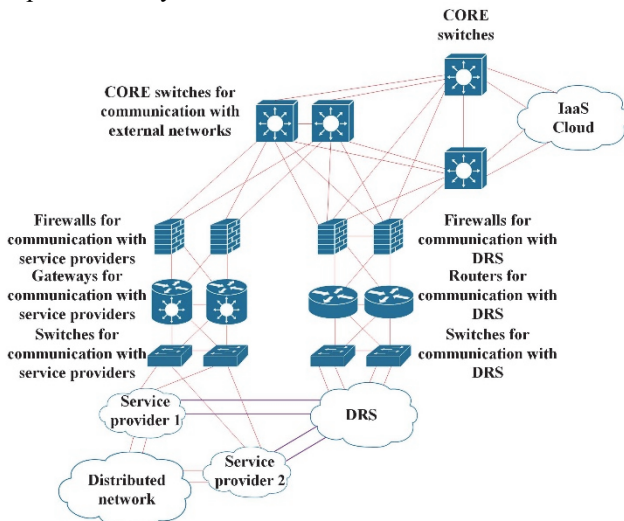 CORE
switches
CORE switches for
communication with
external networks
IaaS
Cloud
Firewalls for
communication with
service providers
Firewalls for
communication with
DRS
Gateways for
communication with
service providers
Routers for
communication with
DRS
Switches for
communication with
service providers
Switches for
communication with
DRS
Service
provider 1
DRS
Service
provider 2
Distributed
network